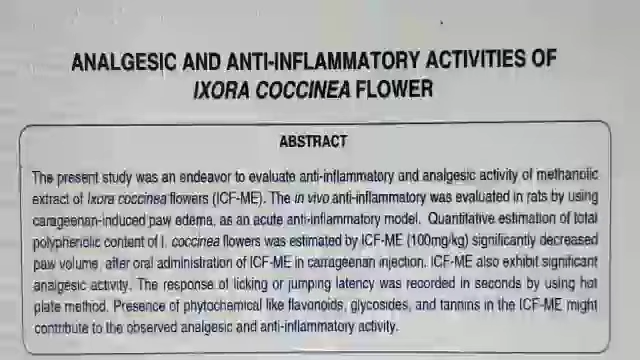 ANALGESIC AND ANTI-INFLAMMATORY ACTIVITIES OF
IXORA COCCINEA FLOWER
ABSTRACT
The present study was an endeavor to evaluate anti-inflammatory and analgesic activity of methanolic
extract of Ixora coccinea flowers (ICF-ME). The in vivo anti-inflammatory was evaluated in rats by using
carageenan-induced paw edema, as an acute anti-inflammatory model. Quantitative estimation of total
polyphenolic content of I. coccinea flowers was estimated by ICF-ME (100mg/kg) significantly decreased
paw volume, after oral administration of ICF-ME in carrageenan injection. ICF-ME also exhibit significant
analgesic activity. The response of licking or jumping latency was recorded in seconds by using hot
plate method. Presence of phytochemical like flavanoids, glycosides, and tannins in the ICF-ME might
contribute to the observed analgesic and anti-inflammatory activity.